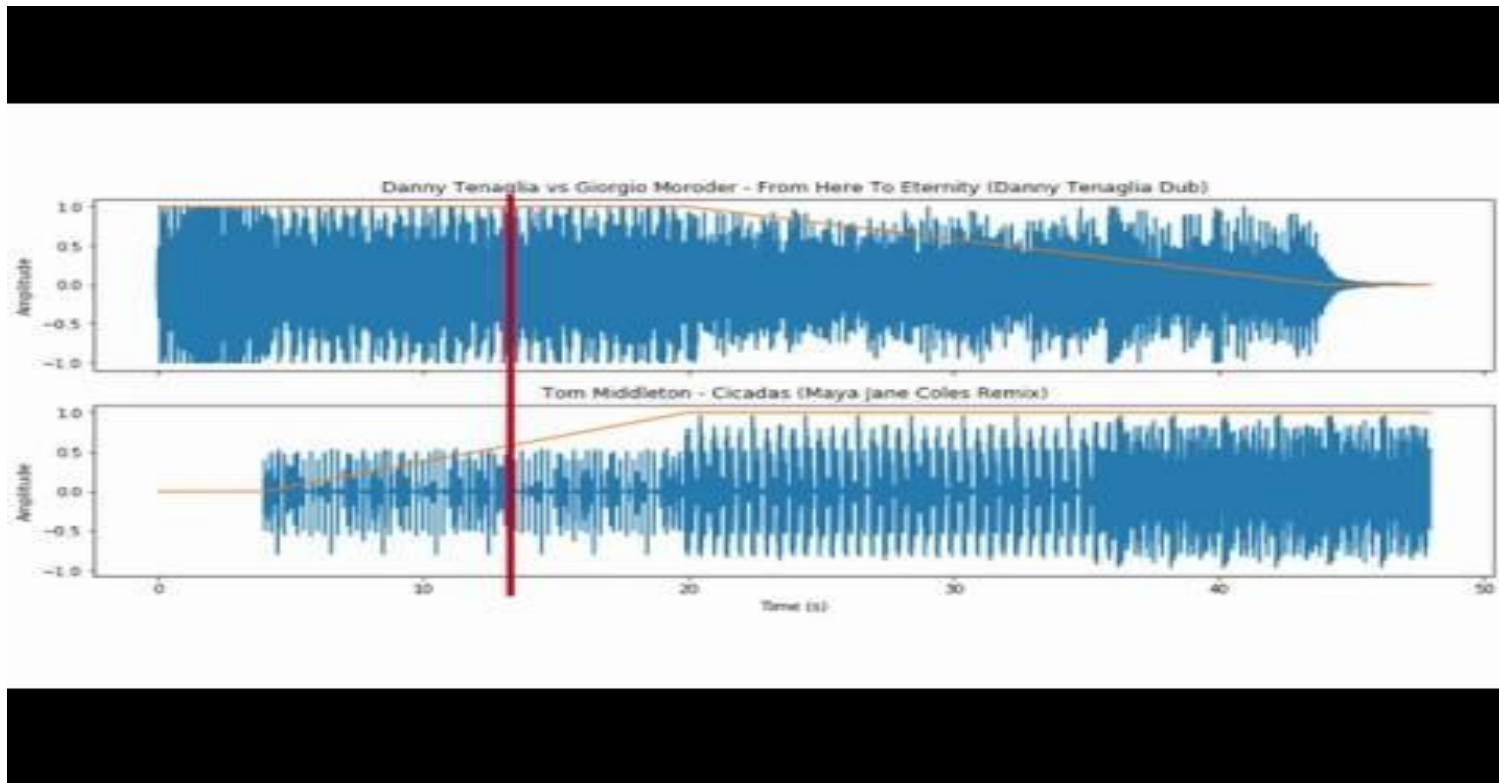 Danny Tenaglia vs Giorgio Moroder - From Here To Eternity (Danny Tenaglia Dub)
1.0
0.5
0.0
−0.5
−1.0
Amplitude
Tom Middleton - Cicadas (Maya Jane Coles Remix)
1.0
0.5
0.0
−0.5
−1.0
Amplitude
0 10 20 30 40 50
Time (s)